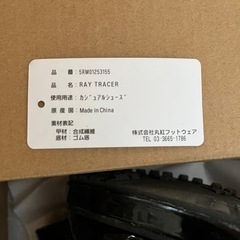 品　番：5RM01253155
品　名：RAY TRACER
使用用途：カジュアルシューズ
原 産 国：Made in China
素材表記
甲材：合成繊維
底材：ゴム底
株式会社丸紅フットウェア
TEL 03-3665-1786